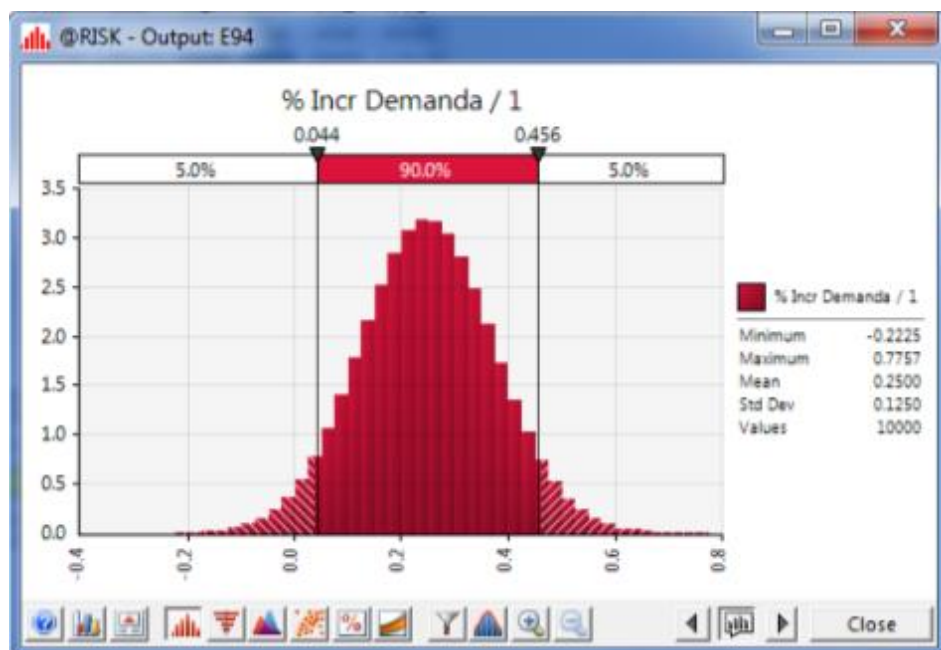 @RISK - Output: E94
% Incr Demanda / 1
0.044 0.456
5.0% 90.0% 5.0%
3.5
3.0
2.5
2.0
1.5
1.0
0.5
0.0
-0.4 -0.2 0.0 0.2 0.4 0.6 0.8
% Incr Demanda / 1
Minimum -0.2225
Maximum 0.7757
Mean 0.2500
Std Dev 0.1250
Values 10000
Close